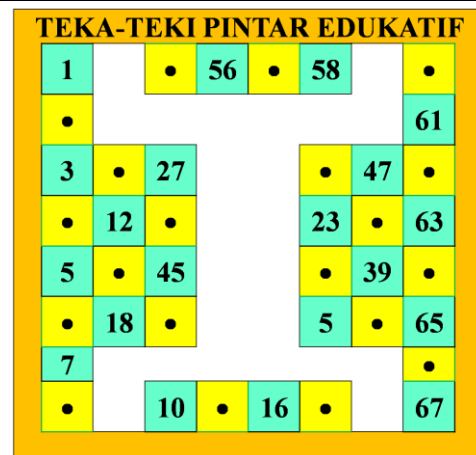 TEKA-TEKI PINTAR EDUKATIF
1 • 56 • 58 •
• 61
3 • 27 • 47 •
• 12 • 23 • 63
5 • 45 • 39 •
• 18 • 5 • 65
7 •
• 10 • 16 • 67